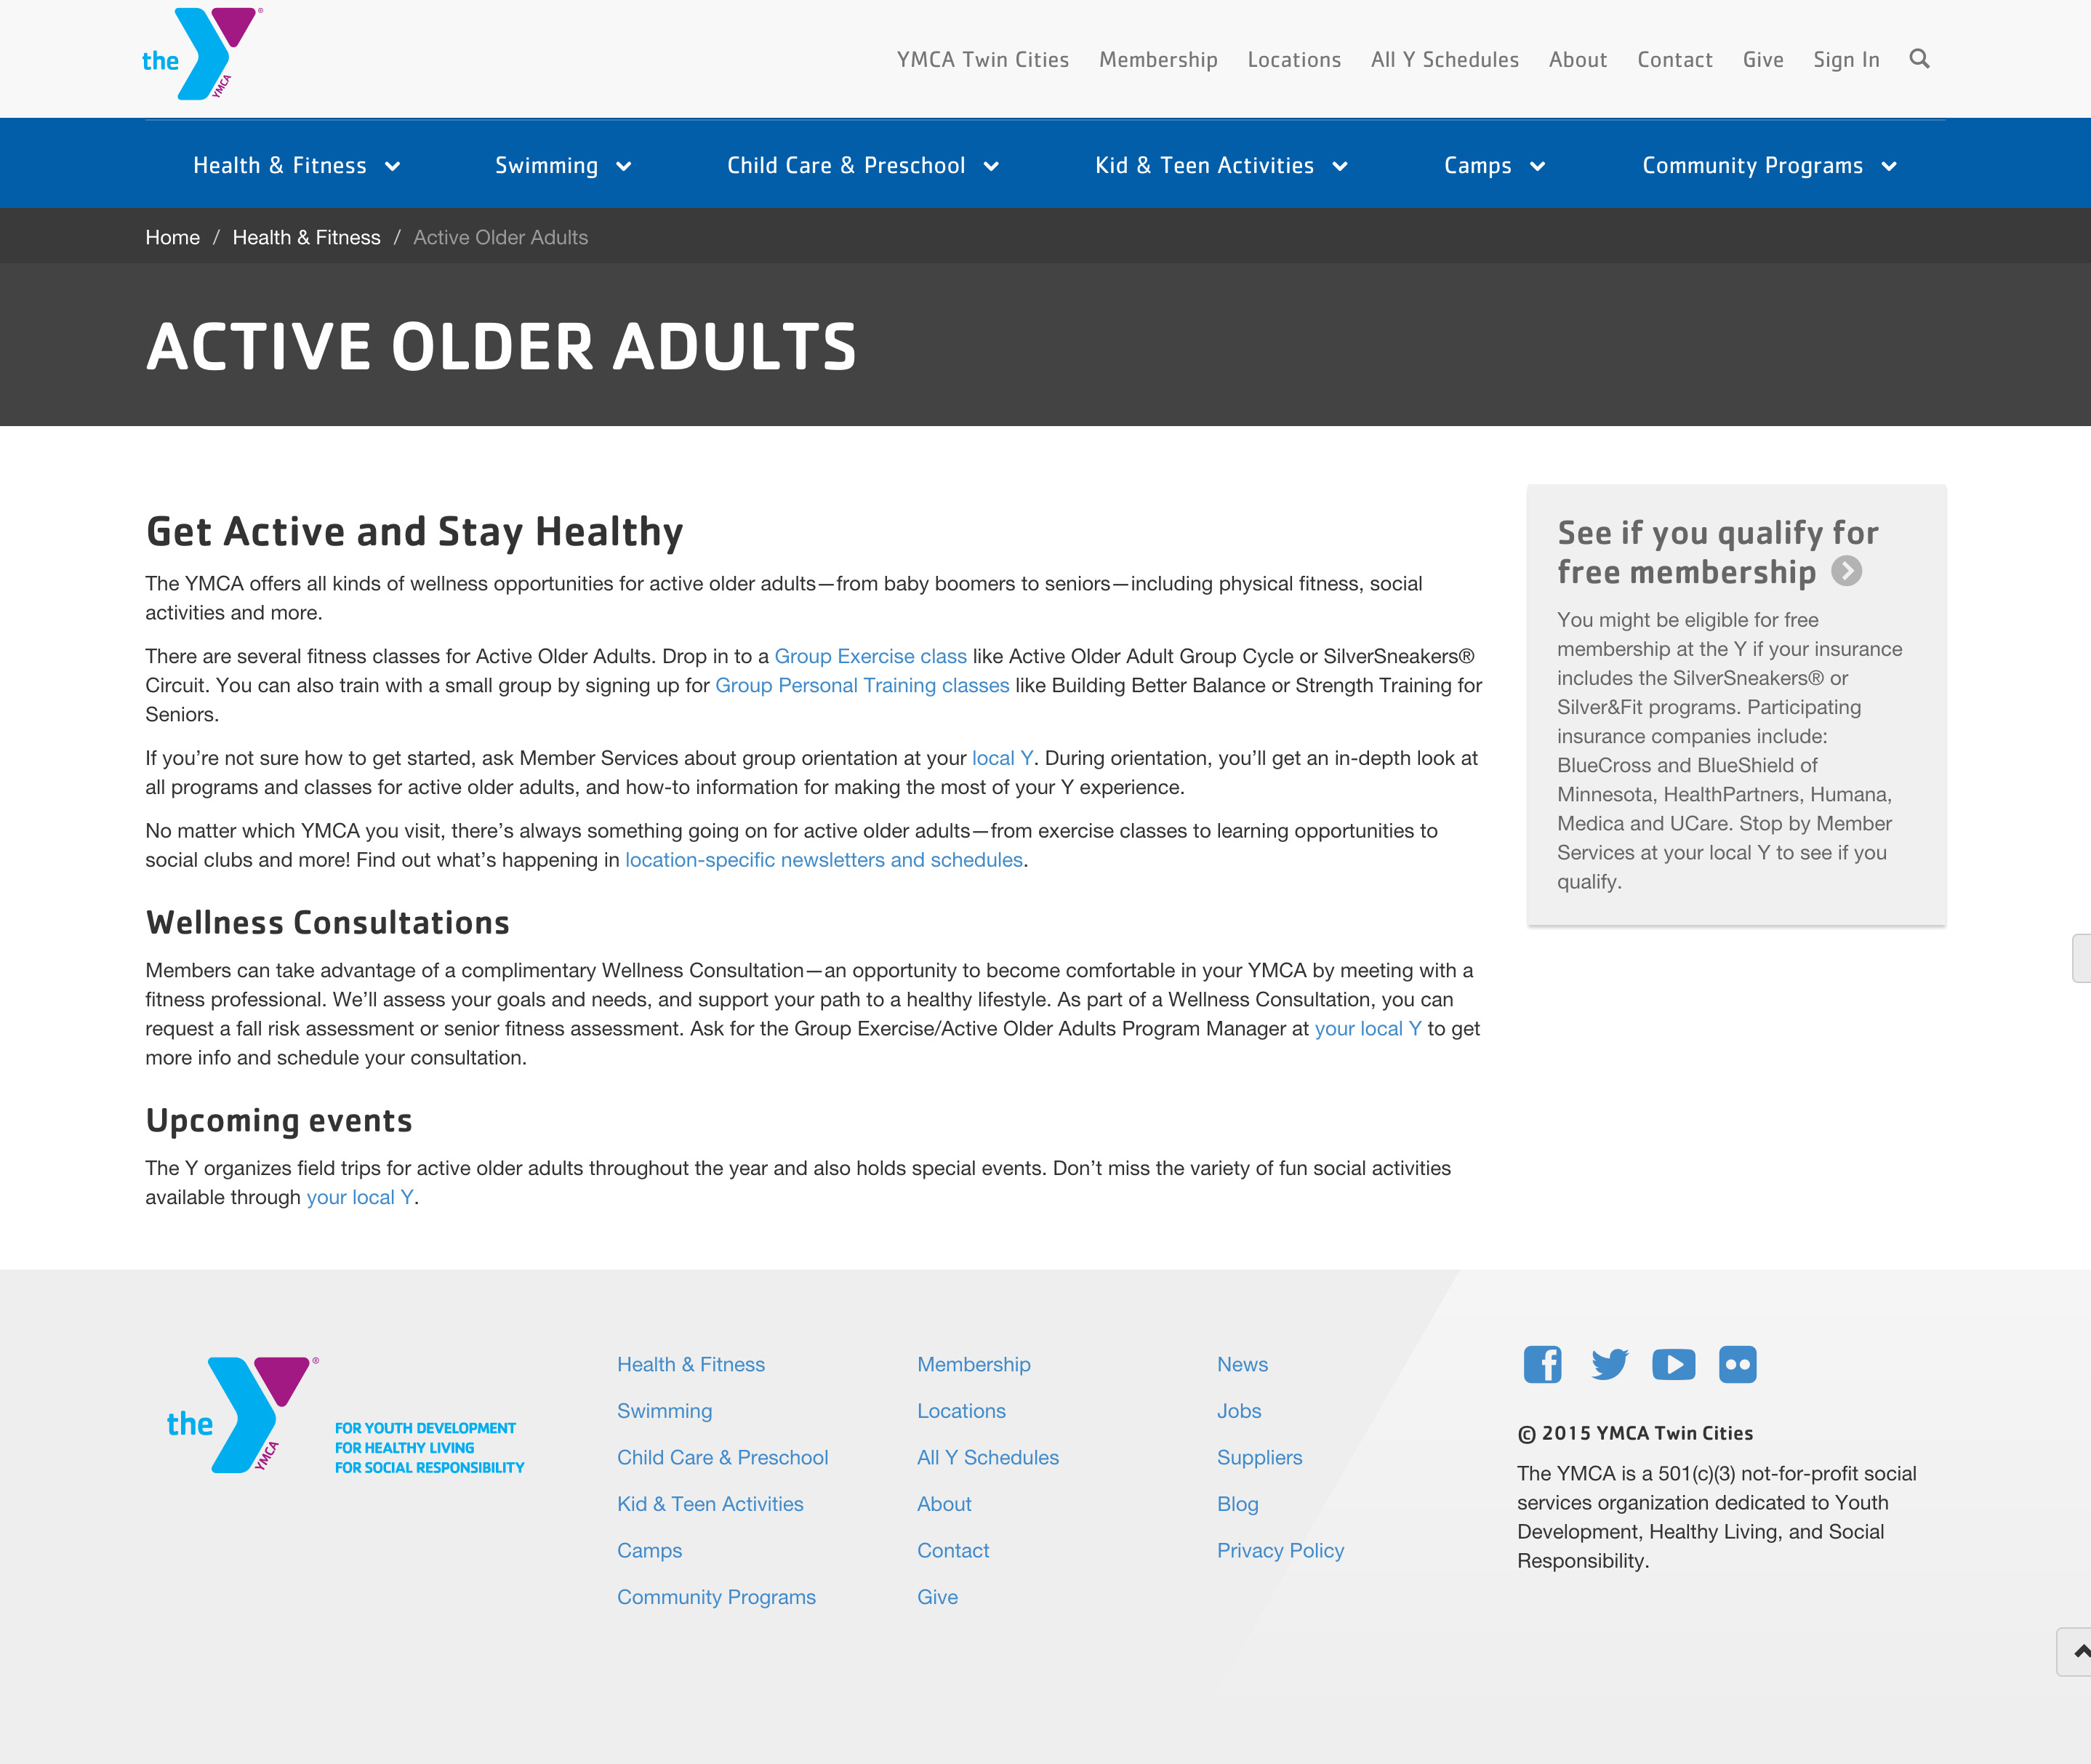 the YMCA ®
YMCA Twin Cities Membership Locations All Y Schedules About Contact Give Sign In
Health & Fitness Swimming Child Care & Preschool Kid & Teen Activities Camps Community Programs
Home / Health & Fitness / Active Older Adults
ACTIVE OLDER ADULTS
Get Active and Stay Healthy
The YMCA offers all kinds of wellness opportunities for active older adults—from baby boomers to seniors—including physical fitness, social
activities and more.
There are several fitness classes for Active Older Adults. Drop in to a Group Exercise class like Active Older Adult Group Cycle or SilverSneakers®
Circuit. You can also train with a small group by signing up for Group Personal Training classes like Building Better Balance or Strength Training for
Seniors.
If you’re not sure how to get started, ask Member Services about group orientation at your local Y. During orientation, you’ll get an in-depth look at
all programs and classes for active older adults, and how-to information for making the most of your Y experience.
No matter which YMCA you visit, there’s always something going on for active older adults—from exercise classes to learning opportunities to
social clubs and more! Find out what’s happening in location-specific newsletters and schedules.
Wellness Consultations
Members can take advantage of a complimentary Wellness Consultation—an opportunity to become comfortable in your YMCA by meeting with a
fitness professional. We’ll assess your goals and needs, and support your path to a healthy lifestyle. As part of a Wellness Consultation, you can
request a fall risk assessment or senior fitness assessment. Ask for the Group Exercise/Active Older Adults Program Manager at your local Y to get
more info and schedule your consultation.
Upcoming events
The Y organizes field trips for active older adults throughout the year and also holds special events. Don’t miss the variety of fun social activities
available through your local Y.
See if you qualify for
free membership
You might be eligible for free
membership at the Y if your insurance
includes the SilverSneakers® or
Silver&Fit programs. Participating
insurance companies include:
BlueCross and BlueShield of
Minnesota, HealthPartners, Humana,
Medica and UCare. Stop by Member
Services at your local Y to see if you
qualify.
the YMCA ®
FOR YOUTH DEVELOPMENT
FOR HEALTHY LIVING
FOR SOCIAL RESPONSIBILITY
Health & Fitness
Swimming
Child Care & Preschool
Kid & Teen Activities
Camps
Community Programs
Membership
Locations
All Y Schedules
About
Contact
Give
News
Jobs
Suppliers
Blog
Privacy Policy
© 2015 YMCA Twin Cities
The YMCA is a 501(c)(3) not-for-profit social
services organization dedicated to Youth
Development, Healthy Living, and Social
Responsibility.